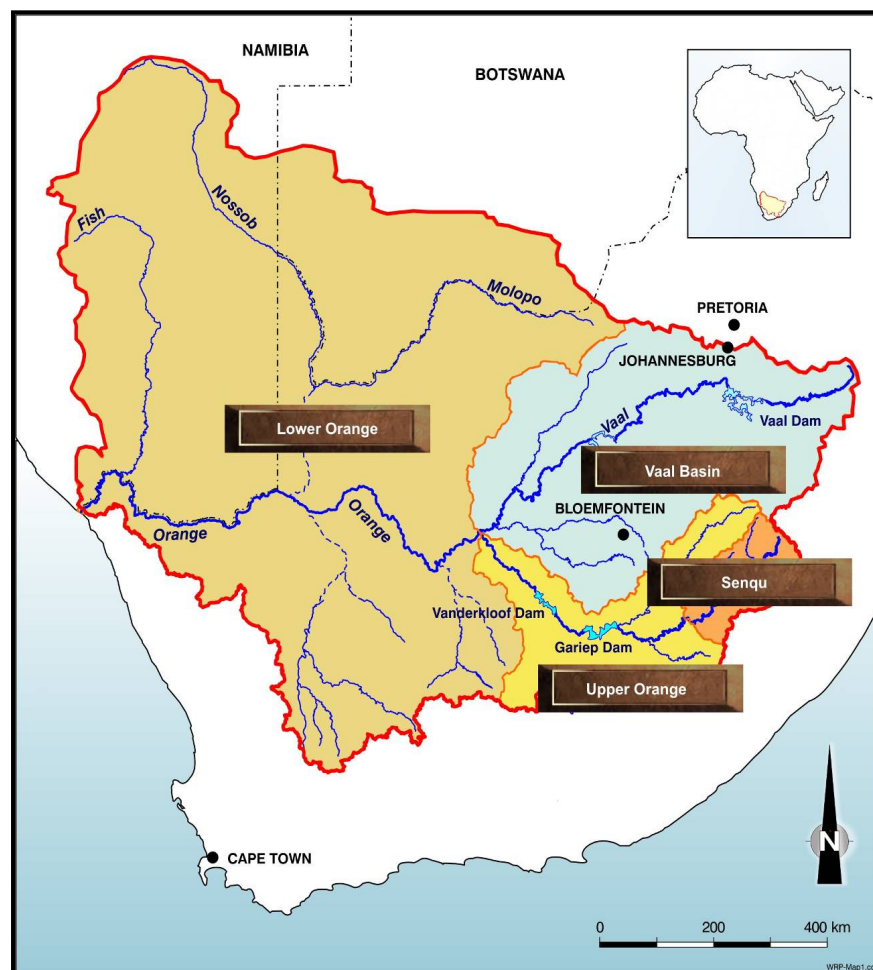 NAMIBIA
BOTSWANA
Fish
Nossob
Molopo
PRETORIA
JOHANNESBURG
Vaal
Vaal Dam
Lower Orange
Vaal Basin
BLOEMFONTEIN
Orange
Orange
Senqu
Vanderkloof Dam
Gariep Dam
Upper Orange
N
CAPE TOWN
0 200 400 km